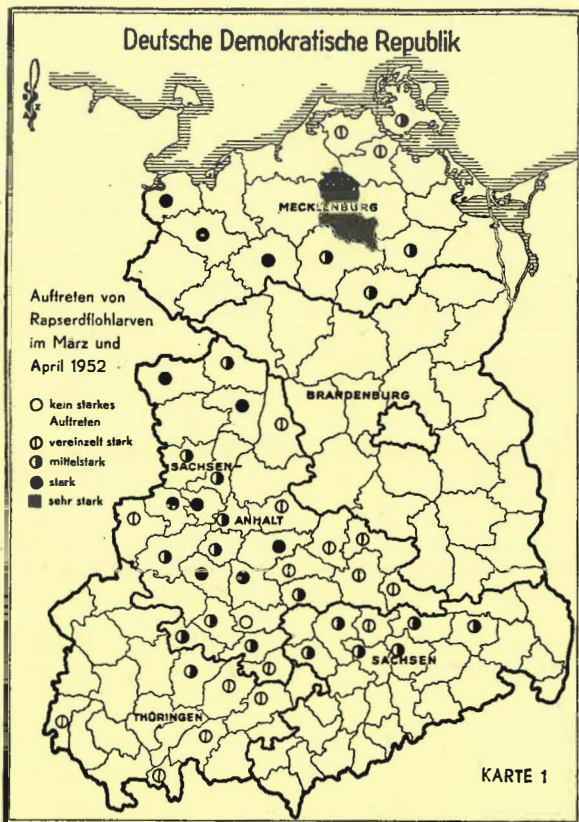 Deutsche Demokratische Republik
MECKLENBURG
Auftreten von
Rapserdflohlarven
im März und
April 1952
kein starkes
Auftreten
vereinzelt stark
mittelstark
stark
sehr stark
BRANDENBURG
SACHSEN-
ANHALT
SACHSEN
THÜRINGEN
KARTE 1